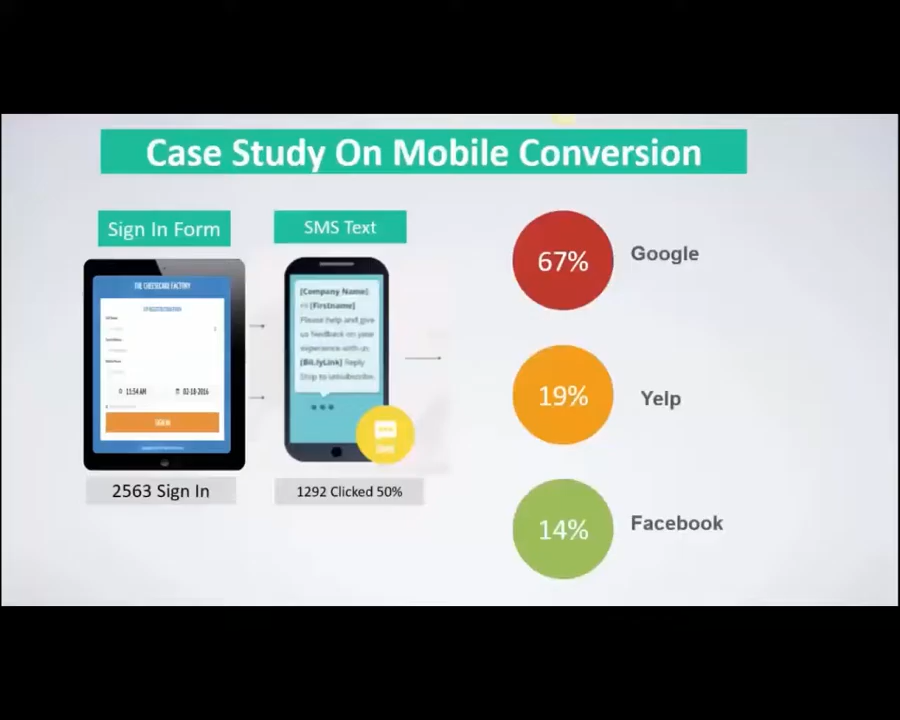 Case Study On Mobile Conversion
Sign In Form
SMS Text
THE CHEESECAKE FACTORY
11:54 AM
02-18-2016
SIGN IN
2563 Sign In
[Company Name]
Hi [Firstname]
Please help and give
us feedback on your
experience with us
[Bit.lyLink] Reply
Stop to unsubscribe.
1292 Clicked 50%
67%
Google
19%
Yelp
14%
Facebook